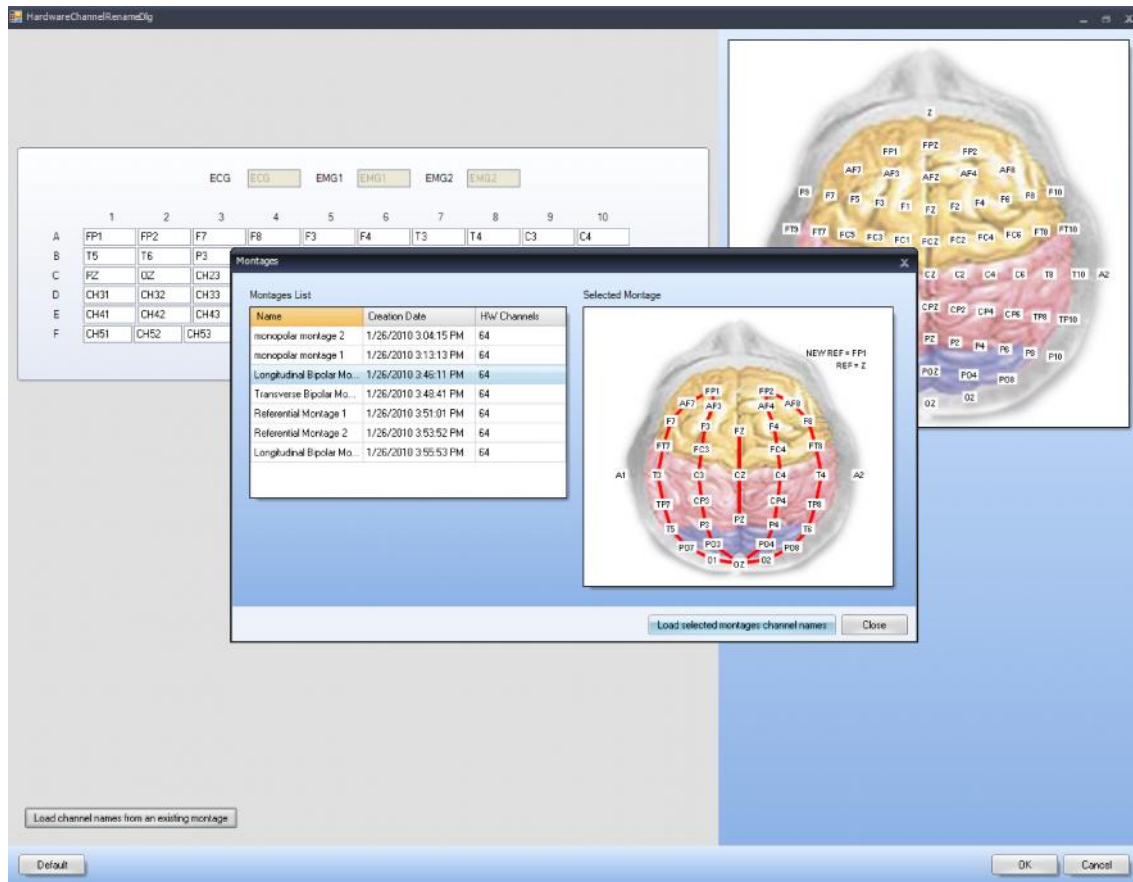 HardwareChannelRenameDlg
ECG ECG EMG1 EMG1 EMG2 EMG2
1 2 3 4 5 6 7 8 9 10
A FP1 FP2 F7 F8 F3 F4 T3 T4 C3 C4
B T5 T6 P3
C PZ OZ CH23
D CH31 CH32 CH33
E CH41 CH42 CH43
F CH51 CH52 CH53
Z
FP1 FPZ FP2
AF7 AF3 AFZ AF4 AF8
F9 F7 F5 F3 F1 FZ F2 F4 F6 F8 F10
FT9 FT7 FC5 FC3 FC1 FCZ FC2 FC4 FC6 FT8 FT10
CZ C2 C4 C6 T8 T10 A2
CPZ CP2 CP4 CP6 TP8 TP10
PZ P2 P4 P6 P8 P10
POZ PO4 PO8
OZ O2
Montages
Montages List
Name Creation Date HW Channels
monopolar montage 2 1/26/2010 3:04:15 PM 64
monopolar montage 1 1/26/2010 3:13:13 PM 64
Longitudinal Bipolar Mo... 1/26/2010 3:46:11 PM 64
Transverse Bipolar Mo... 1/26/2010 3:48:41 PM 64
Referential Montage 1 1/26/2010 3:51:01 PM 64
Referential Montage 2 1/26/2010 3:53:52 PM 64
Longitudinal Bipolar Mo... 1/26/2010 3:55:53 PM 64
Selected Montage
NEW REF = FP1
REF = Z
FP1 FP2
AF7 AF3 AF4 AF8
F7 F3 FZ F4 F8
FT7 FC3 FC4 FT8
A1 T3 C3 CZ C4 T4 A2
TP7 CP3 CP4 TP8
T5 P3 PZ P4 T6
PO7 PO3 PO4 PO8
O1 OZ O2
Load selected montages channel names Close
Load channel names from an existing montage
Default OK Cancel